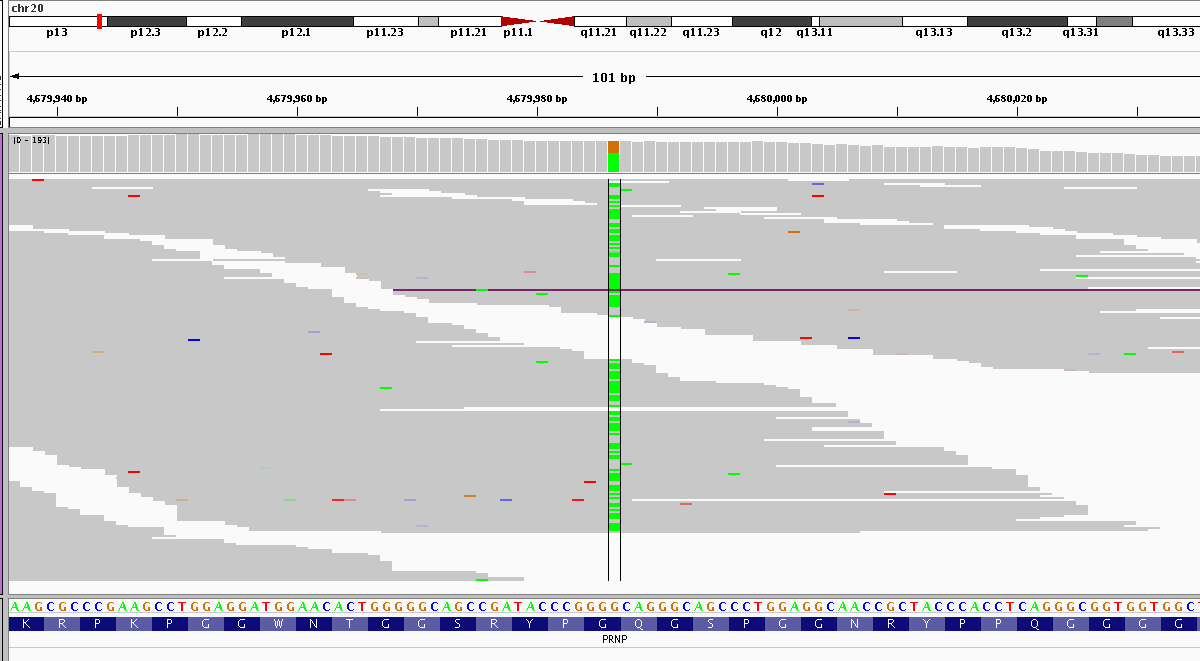 chr20
p13 p12.3 p12.2 p12.1 p11.23 p11.21 p11.1 q11.21 q11.22 q11.23 q12 q13.11 q13.13 q13.2 q13.31 q13.33
101 bp
4,679,940 bp 4,679,960 bp 4,679,980 bp 4,680,000 bp 4,680,020 bp
[0 - 193]
AAGCGCCCGAAGCCTGGAGGATGGAACACTGGGGGCAGCCGATACCCGGGGCAGGGCAGCCCTGGAGGCAACCGCTACCCACCTCAGGGCGGTGGTGGCT
K R P K P G G W N T G G S R Y P G Q G S P G G N R Y P P Q G G G G
PRNP